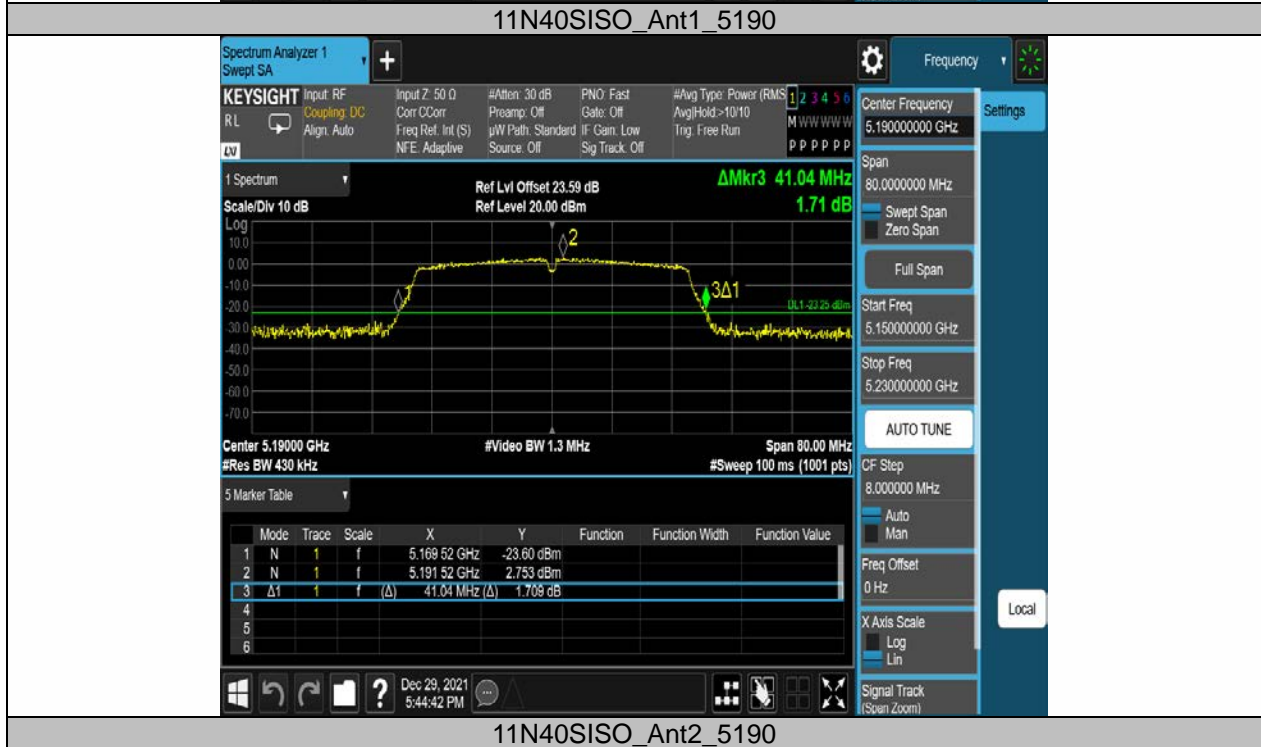 11N40SISO_Ant1_5190
Spectrum Analyzer 1
Swept SA
+
Frequency
KEYSIGHT
RL
LXI
Input: RF
Coupling: DC
Align: Auto
Input Z: 50 Ω
Corr CCorr
Freq Ref: Int (S)
NFE: Adaptive
#Atten: 30 dB
Preamp: Off
µW Path: Standard
Source: Off
PNO: Fast
Gate: Off
IF Gain: Low
Sig Track: Off
#Avg Type: Power (RMS
Avg|Hold:>10/10
Trig: Free Run
1 2 3 4 5 6
M W W W W W
P P P P P P
1 Spectrum
Scale/Div 10 dB
Ref Lvl Offset 23.59 dB
Ref Level 20.00 dBm
ΔMkr3 41.04 MHz
1.71 dB
Log
10.0
0.00
-10.0
-20.0
-30.0
-40.0
-50.0
-60.0
-70.0
1
2
3Δ1
DL1 -23.25 dBm
Center 5.19000 GHz
#Res BW 430 kHz
#Video BW 1.3 MHz
Span 80.00 MHz
#Sweep 100 ms (1001 pts)
5 Marker Table
Mode Trace Scale X Y Function Function Width Function Value
1 N 1 f 5.169 52 GHz -23.60 dBm
2 N 1 f 5.191 52 GHz 2.753 dBm
3 Δ1 1 f (Δ) 41.04 MHz (Δ) 1.709 dB
4
5
6
Dec 29, 2021
5:44:42 PM
Center Frequency
5.190000000 GHz
Settings
Span
80.0000000 MHz
Swept Span
Zero Span
Full Span
Start Freq
5.150000000 GHz
Stop Freq
5.230000000 GHz
AUTO TUNE
CF Step
8.000000 MHz
Auto
Man
Freq Offset
0 Hz
Local
X Axis Scale
Log
Lin
Signal Track
(Span Zoom)
11N40SISO_Ant2_5190